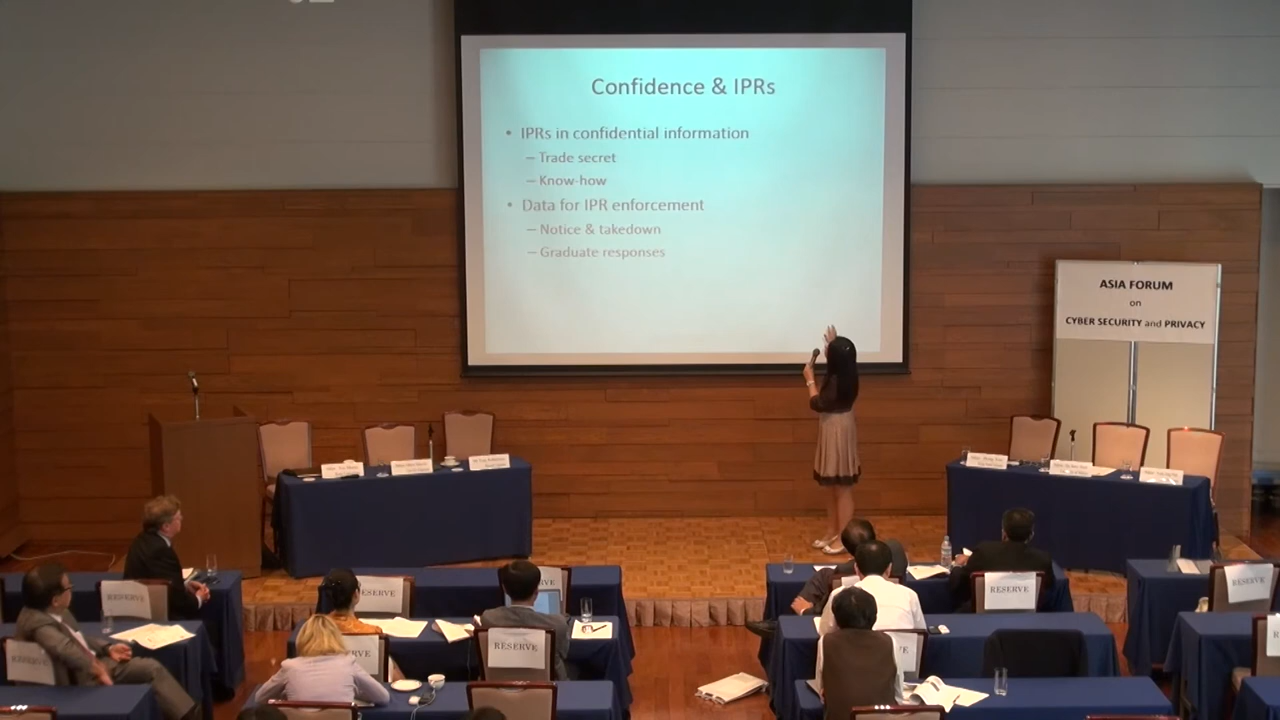 Confidence & IPRs
• IPRs in confidential information
– Trade secret
– Know-how
• Data for IPR enforcement
– Notice & takedown
– Graduate responses
ASIA FORUM
on
CYBER SECURITY and PRIVACY
RESERVE
RESERVE
RESERVE
RESERVE
RESERVE
RESERVE